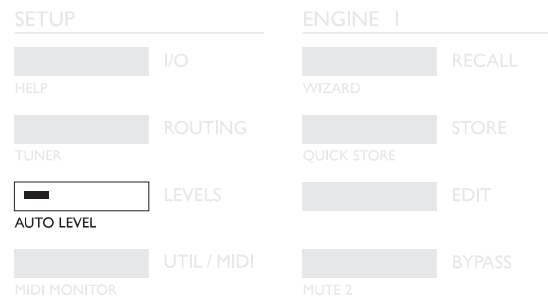 SETUP
ENGINE 1
I/O
RECALL
HELP
WIZARD
ROUTING
STORE
TUNER
QUICK STORE
LEVELS
EDIT
AUTO LEVEL
UTIL / MIDI
BYPASS
MIDI MONITOR
MUTE 2